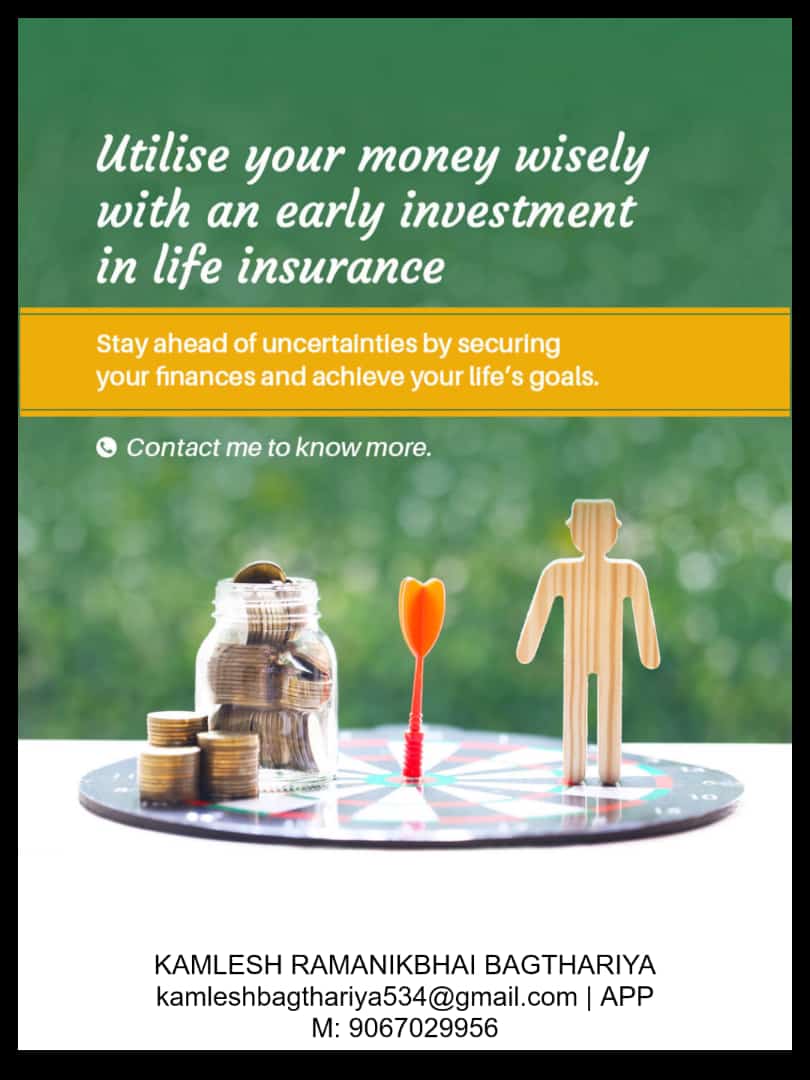 Utilise your money wisely
with an early investment
in life insurance
Stay ahead of uncertainties by securing
your finances and achieve your life's goals.
Contact me to know more.
KAMLESH RAMANIKBHAI BAGTHARIYA
kamleshbagthariya534@gmail.com | APP
M: 9067029956